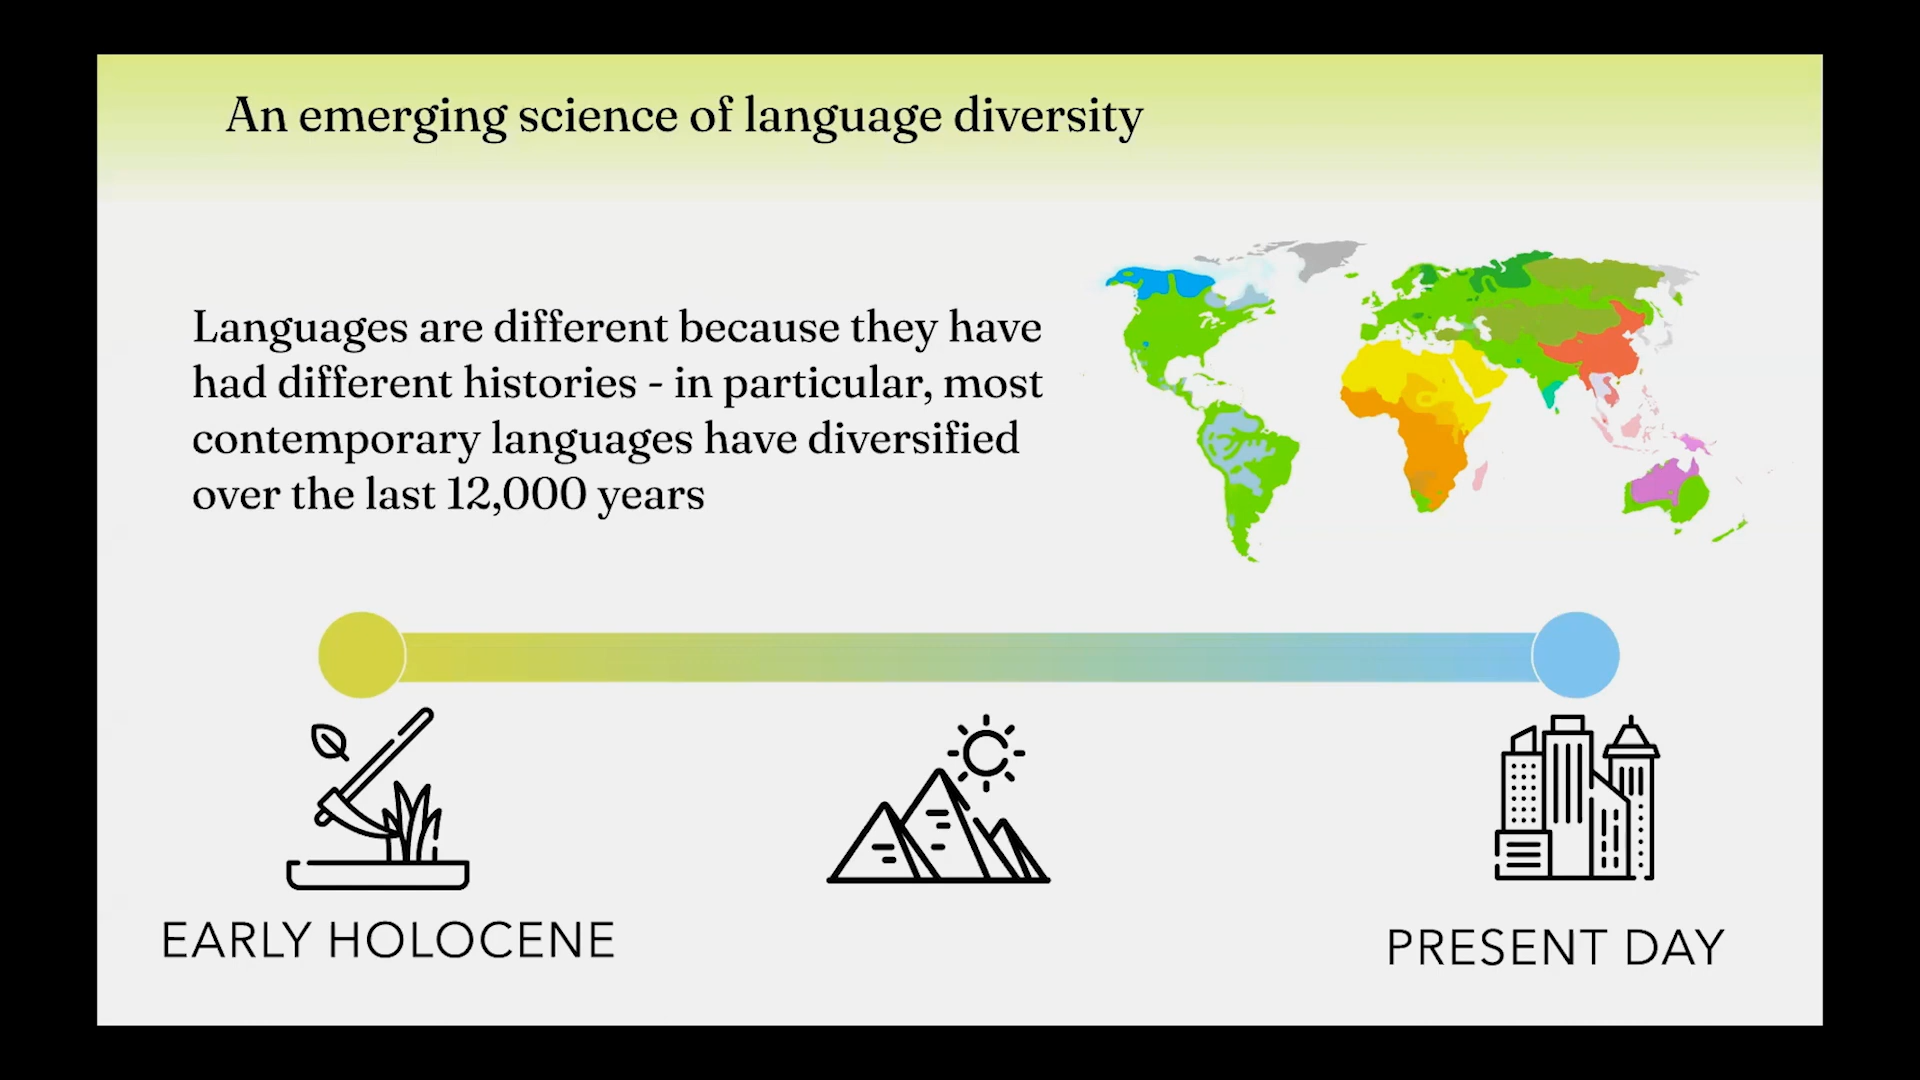 An emerging science of language diversity
Languages are different because they have
had different histories - in particular, most
contemporary languages have diversified
over the last 12,000 years
EARLY HOLOCENE
PRESENT DAY